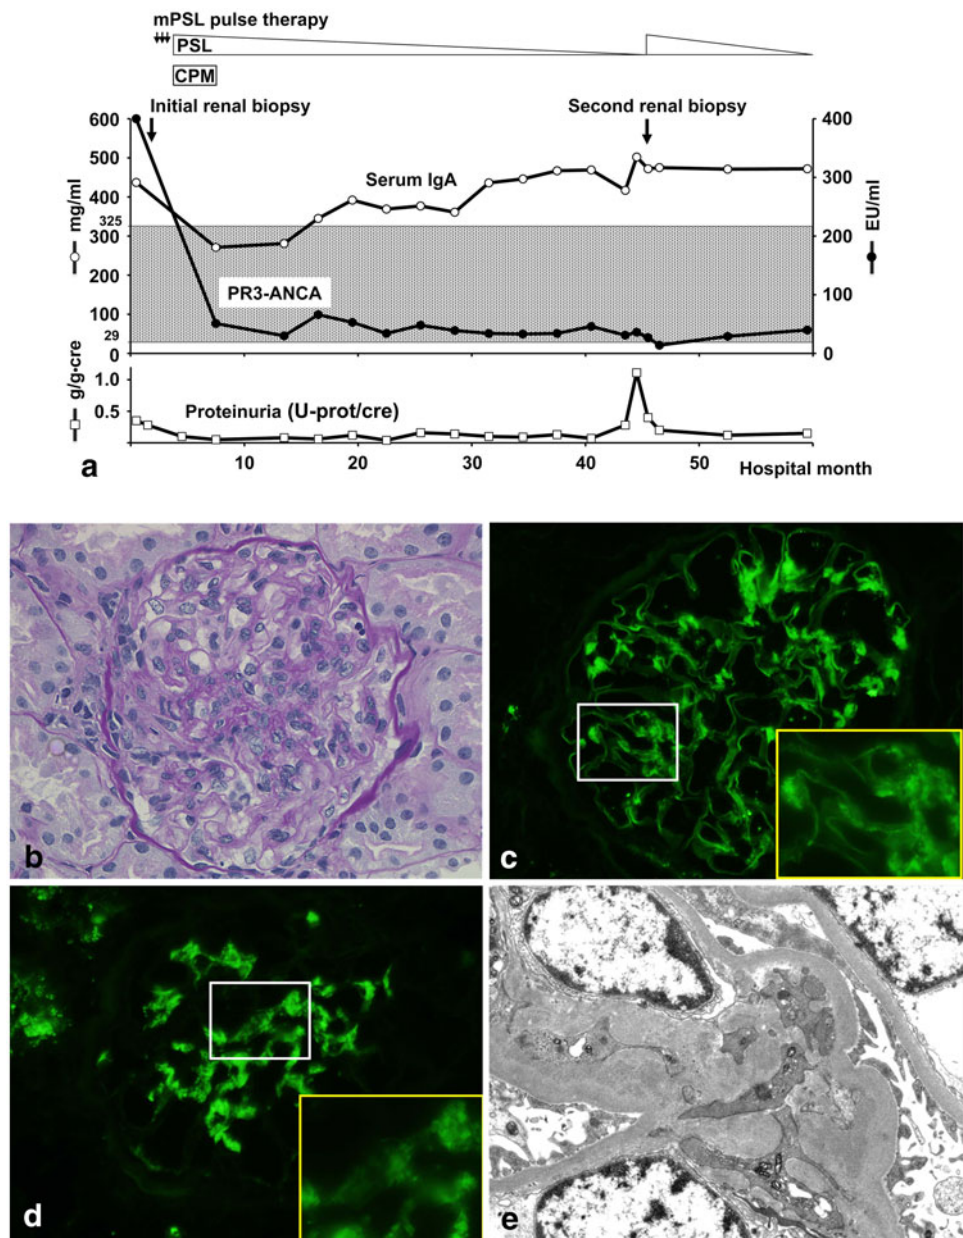 mPSL pulse therapy
PSL
CPM
Initial renal biopsy
Second renal biopsy
600
500
400
325
300
200
100
29
0
mg/ml
Serum IgA
PR3-ANCA
400
300
200
100
0
EU/ml
g/g·cre
1.0
0.5
Proteinuria (U-prot/cre)
10
20
30
40
50
Hospital month
a
b
c
d
e